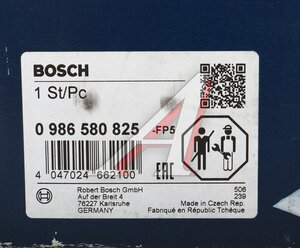 BOSCH
1 St/Pc
0 986 580 825
-FP5
4 047024 662100
EAC
Robert Bosch GmbH
Auf der Breit 4
76227 Karlsruhe
GERMANY
506
239
Made in Czech Rep.
Fabriqué en République Tchèque